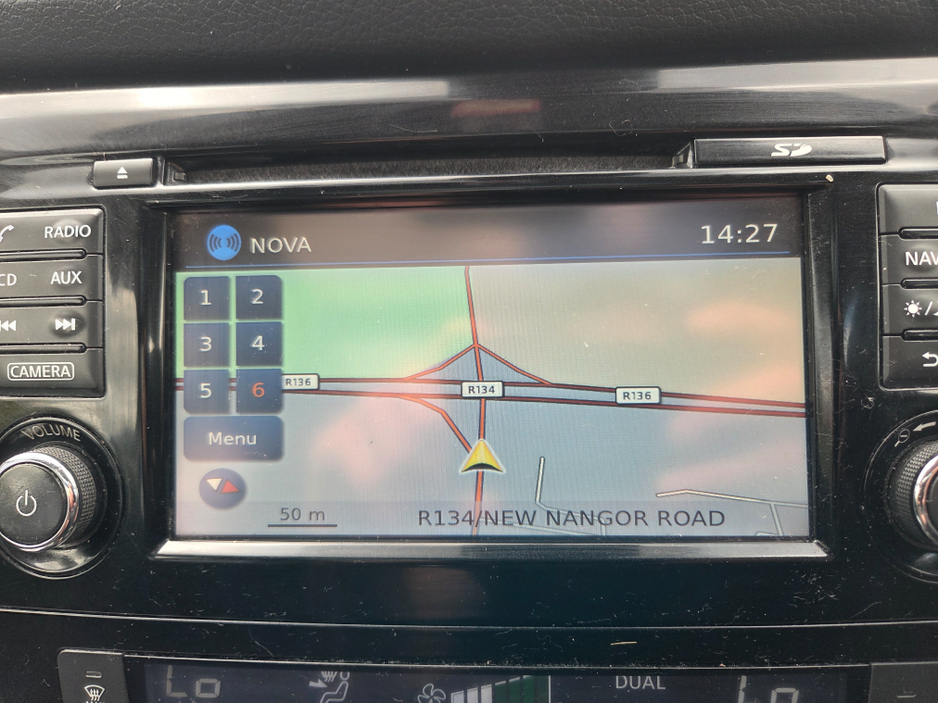 SD
RADIO
CD
AUX
CAMERA
VOLUME
NOVA
14:27
1
2
3
4
5
6
Menu
R136
R134
R136
50 m
R134/NEW NANGOR ROAD
NAV
Lo
DUAL
Lo